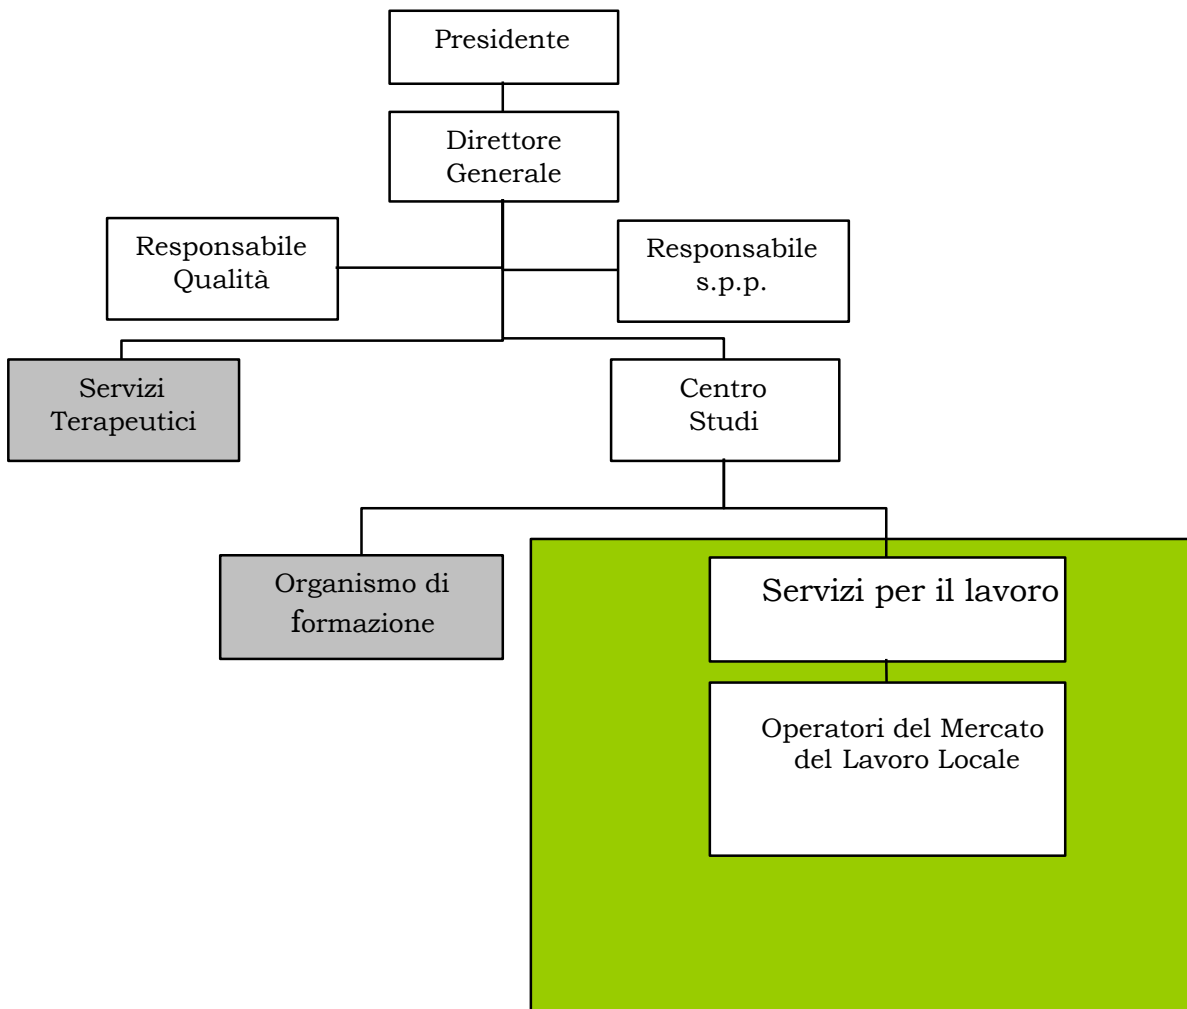 Presidente
Direttore
Generale
Responsabile
Qualità
Responsabile
s.p.p.
Servizi
Terapeutici
Centro
Studi
Organismo di
formazione
Servizi per il lavoro
Operatori del Mercato
del Lavoro Locale